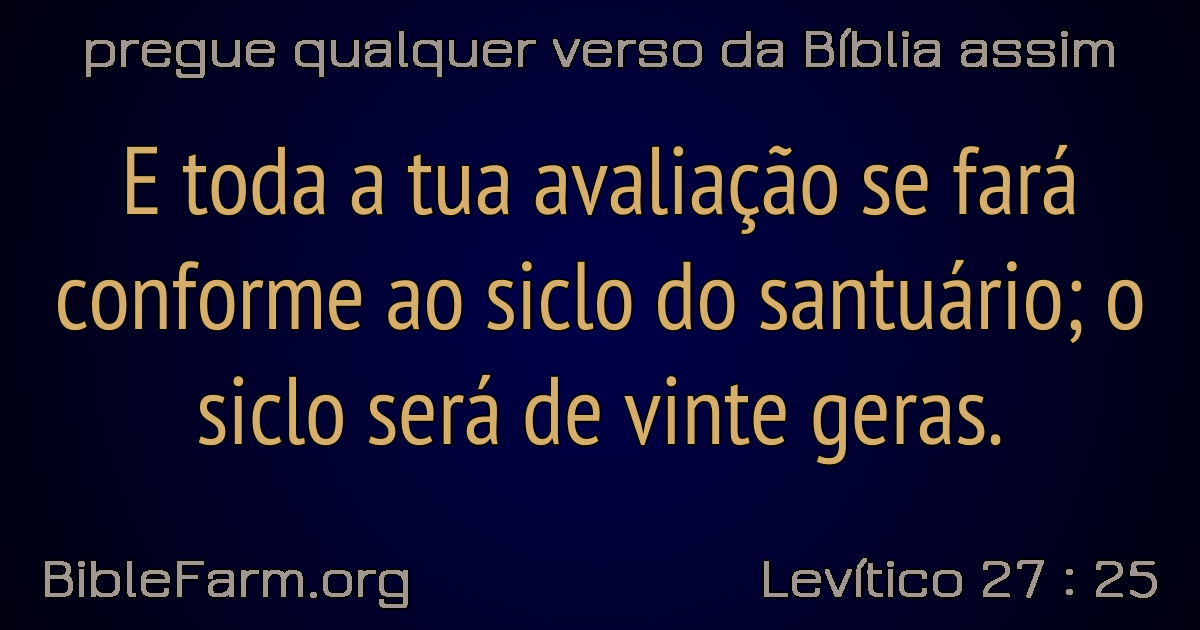 pregue qualquer verso da Bíblia assim
E toda a tua avaliação se fará
conforme ao siclo do santuário; o
siclo será de vinte geras.
BibleFarm.org
Levítico 27 : 25